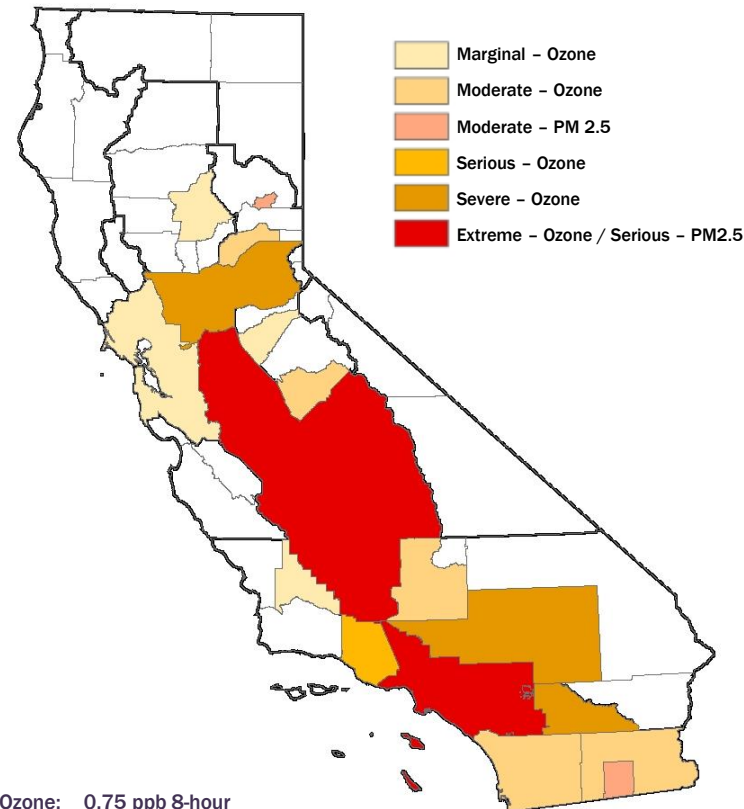 Marginal – Ozone
Moderate – Ozone
Moderate – PM 2.5
Serious – Ozone
Severe – Ozone
Extreme – Ozone / Serious – PM2.5
Ozone: 0.75 ppb 8-hour